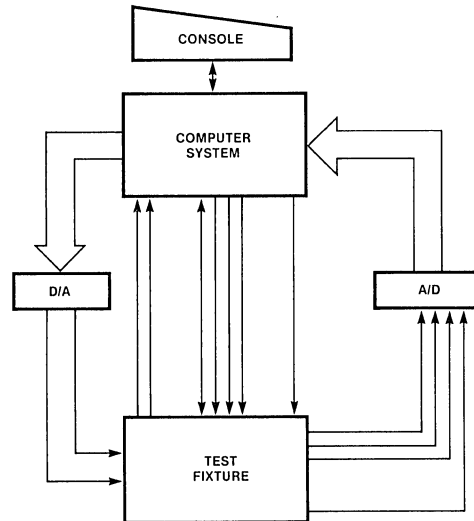 CONSOLE
COMPUTER
SYSTEM
D/A
A/D
TEST
FIXTURE